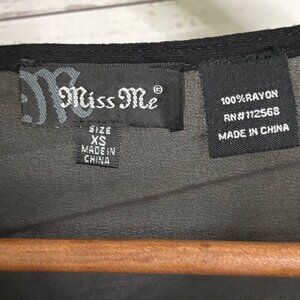 M
Miss Me®
SIZE
XS
MADE IN
CHINA
100% RAYON
RN# 112568
MADE IN CHINA